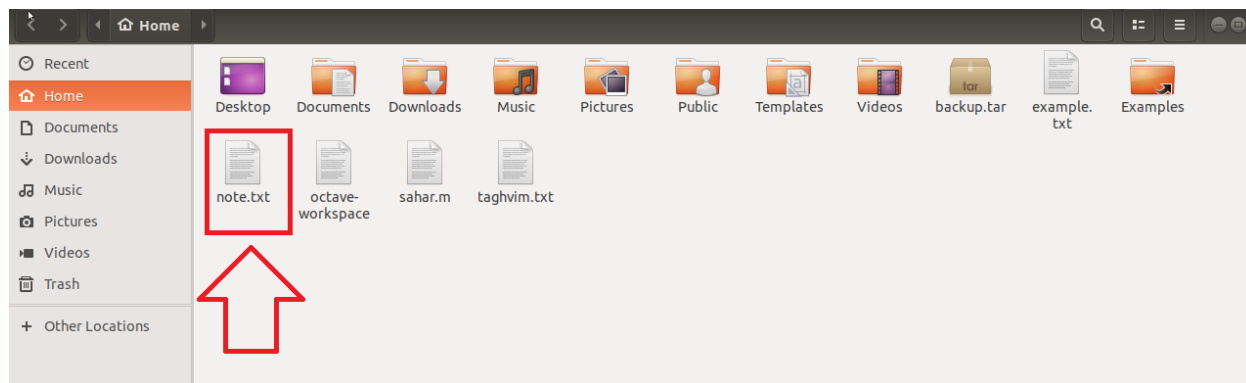 Home
Recent
Home
Documents
Downloads
Music
Pictures
Videos
Trash
+ Other Locations
Desktop
Documents
Downloads
Music
Pictures
Public
Templates
Videos
tar
backup.tar
example.
txt
Examples
note.txt
octave-
workspace
sahar.m
taghvim.txt